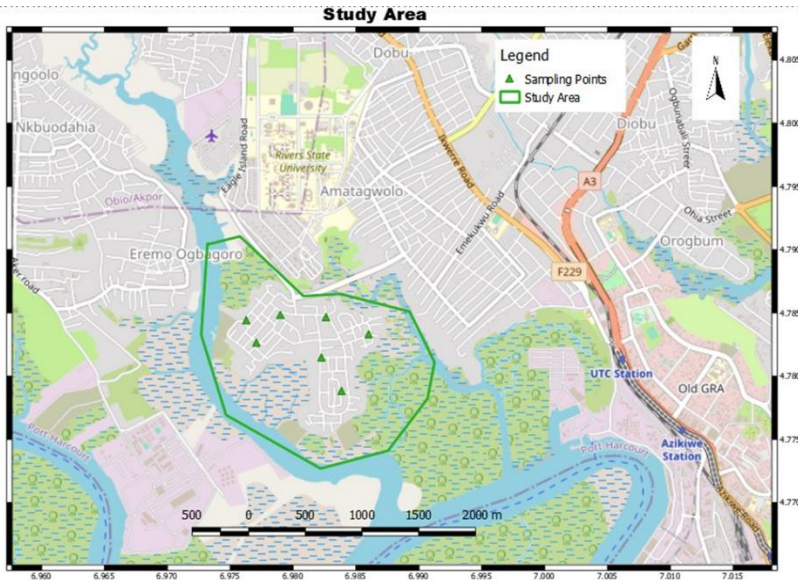 Study Area
Legend
Sampling Points
Study Area
N
Dobu
Nkbuodahia
Diobu
Ogbunabali Street
Eagle Island Road
Rivers State
University
Ikwerre Road
A3
Amatagwolo
Obio/Akpor
Emekukwu Road
Ohia Street
Eremo Ogbagoro
Orogbum
F229
UTC Station
Old GRA
Azikiwe
Station
Port Harcourt
Port Harcourt
500 0 500 1000 1500 2000 m
4.805
4.800
4.795
4.790
4.785
4.780
4.775
4.770
6.960 6.965 6.970 6.975 6.980 6.985 6.990 6.995 7.000 7.005 7.010 7.015